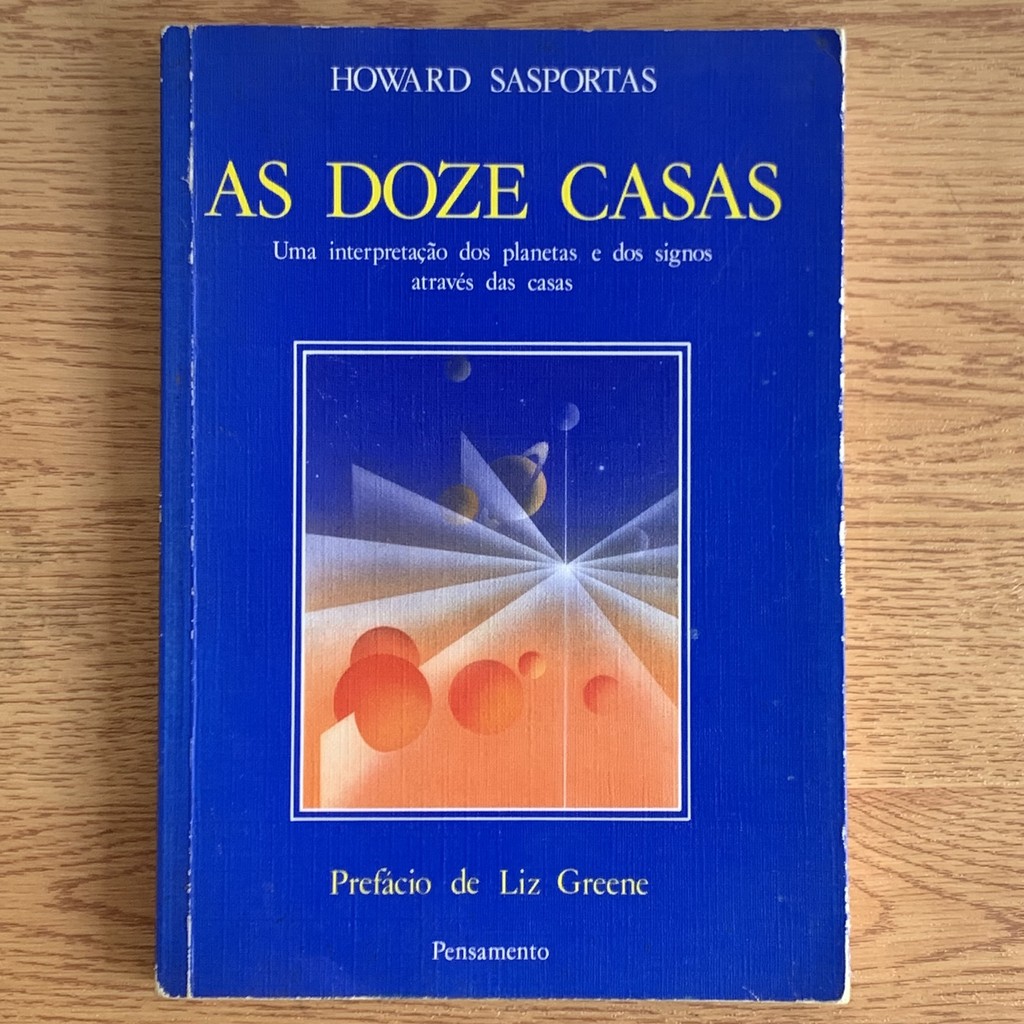 HOWARD SASPORTAS
AS DOZE CASAS
Uma interpretação dos planetas e dos signos
através das casas
Prefácio de Liz Greene
Pensamento